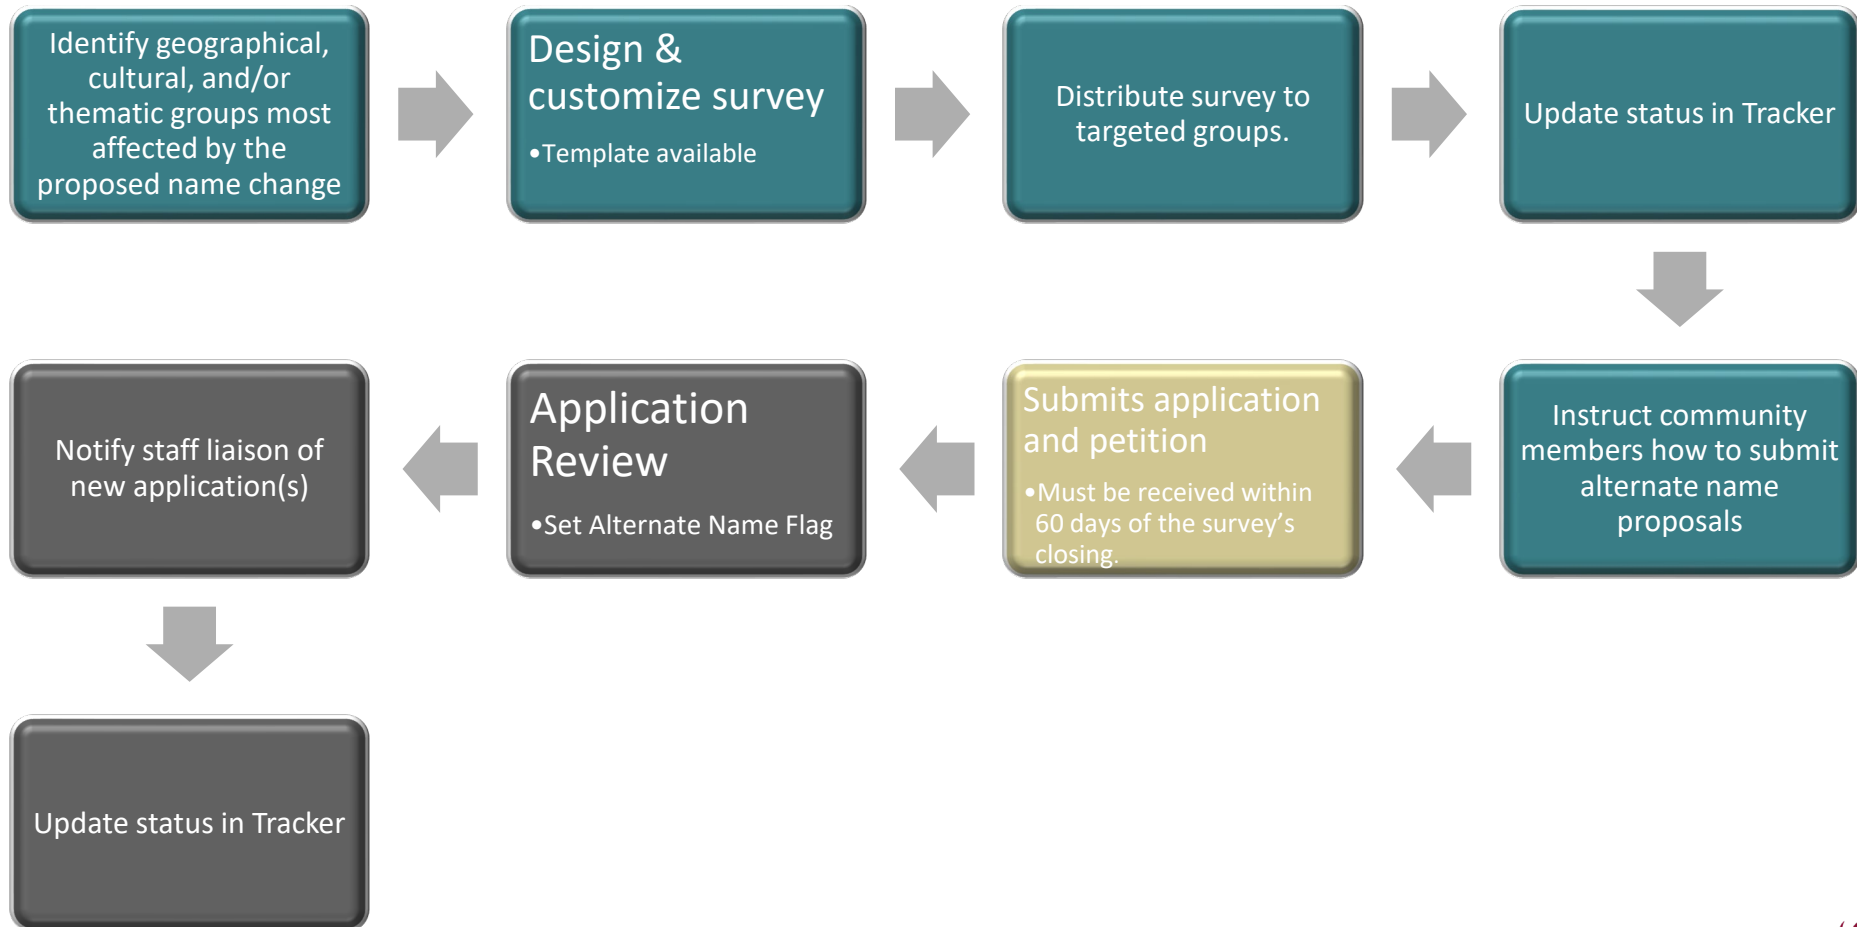 Identify geographical,
cultural, and/or
thematic groups most
affected by the
proposed name change
Design &
customize survey
•Template available
Distribute survey to
targeted groups.
Update status in Tracker
Instruct community
members how to submit
alternate name
proposals
Submits application
and petition
•Must be received within
60 days of the survey’s
closing.
Application
Review
•Set Alternate Name Flag
Notify staff liaison of
new application(s)
Update status in Tracker